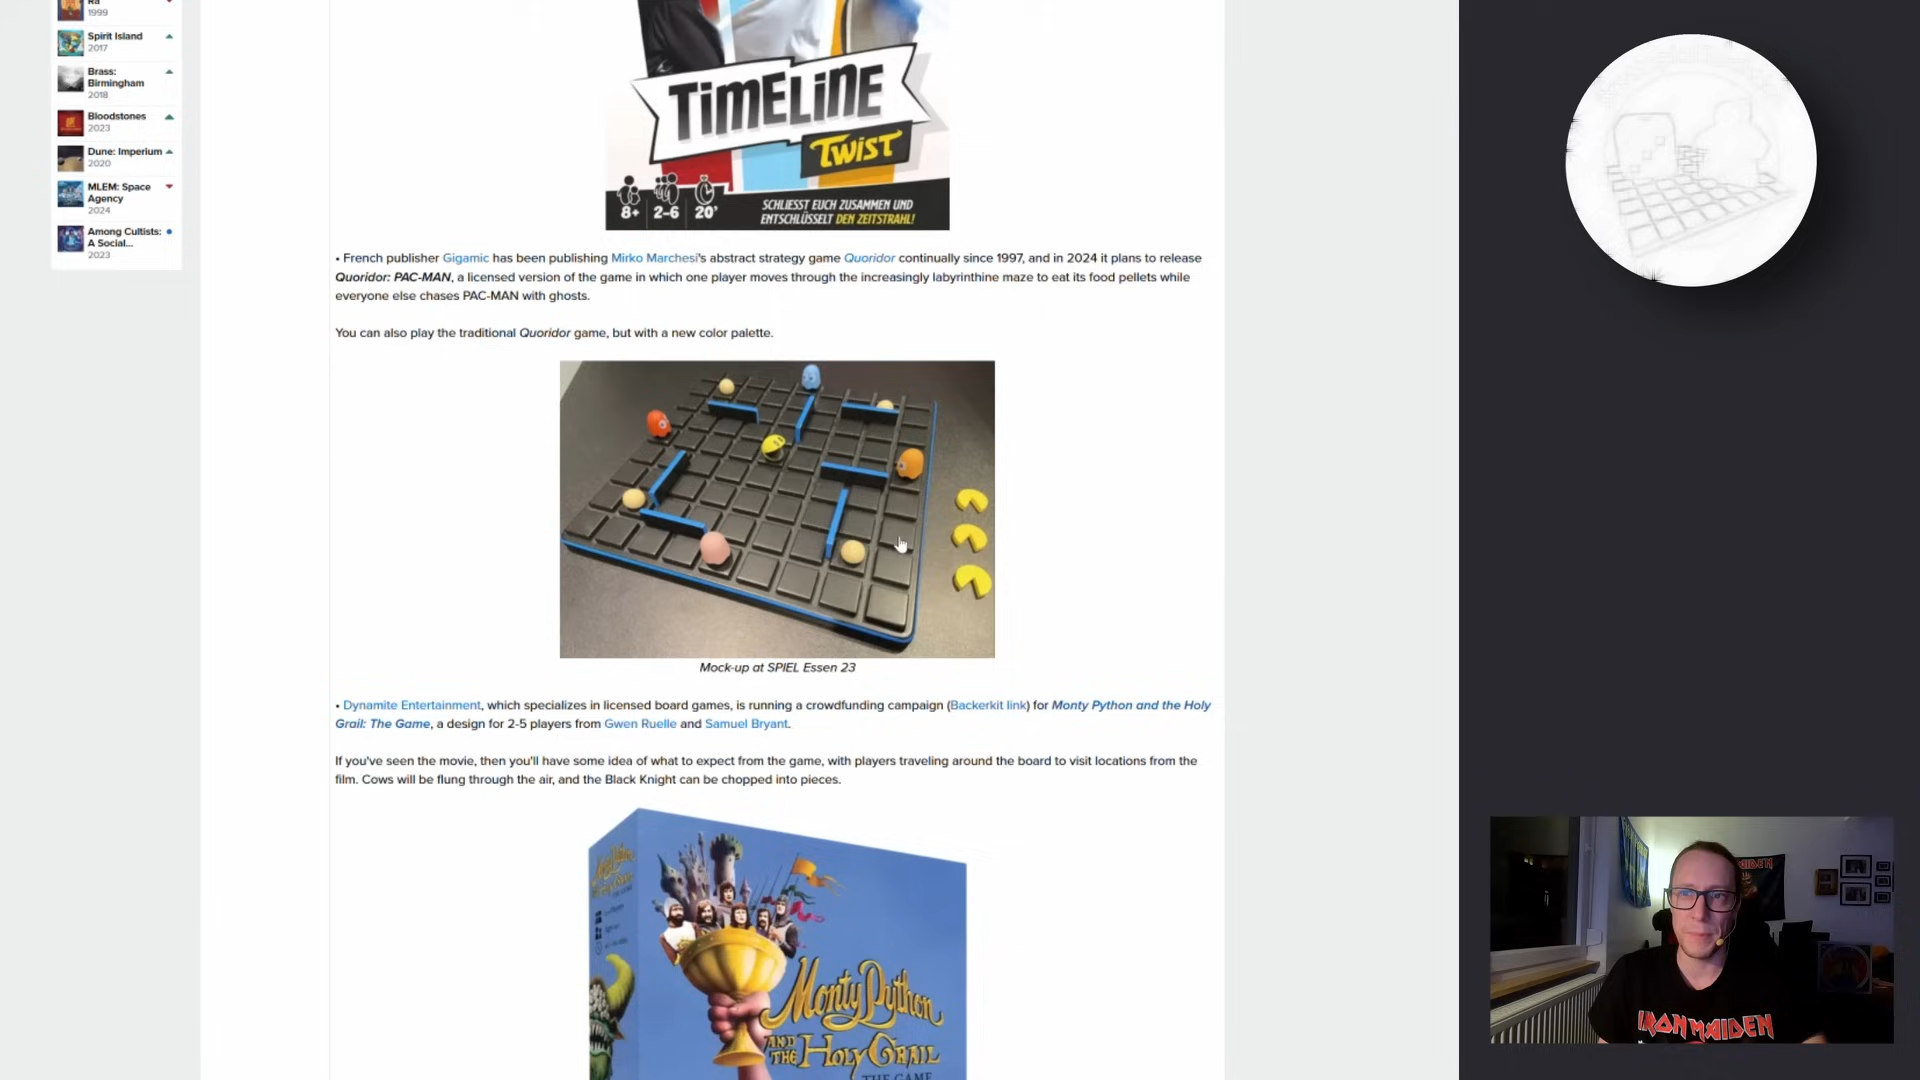 Ra
1999
Spirit Island
2017
Brass:
Birmingham
2018
Bloodstones
2023
Dune: Imperium
2020
MLEM: Space
Agency
2024
Among Cultists:
A Social...
2023
TiMELiNE
TWiST
8+ 2-6 20'
SCHLIESST EUCH ZUSAMMEN UND
ENTSCHLÜSSELT DEN ZEITSTRAHL!
• French publisher Gigamic has been publishing Mirko Marchesi's abstract strategy game Quoridor continually since 1997, and in 2024 it plans to release
Quoridor: PAC-MAN, a licensed version of the game in which one player moves through the increasingly labyrinthine maze to eat its food pellets while
everyone else chases PAC-MAN with ghosts.
You can also play the traditional Quoridor game, but with a new color palette.
Mock-up at SPIEL Essen 23
• Dynamite Entertainment, which specializes in licensed board games, is running a crowdfunding campaign (Backerkit link) for Monty Python and the Holy
Grail: The Game, a design for 2-5 players from Gwen Ruelle and Samuel Bryant.
If you've seen the movie, then you'll have some idea of what to expect from the game, with players traveling around the board to visit locations from the
film. Cows will be flung through the air, and the Black Knight can be chopped into pieces.
Monty Python
AND
THE HOLY GRAIL
THE GAME
IRON MAIDEN